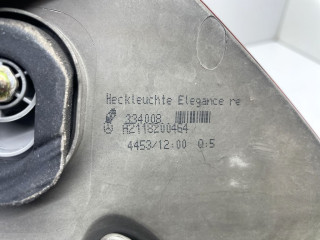 Heckleuchte Elegance re
334008
A2118200464
4453/12:00 0:5